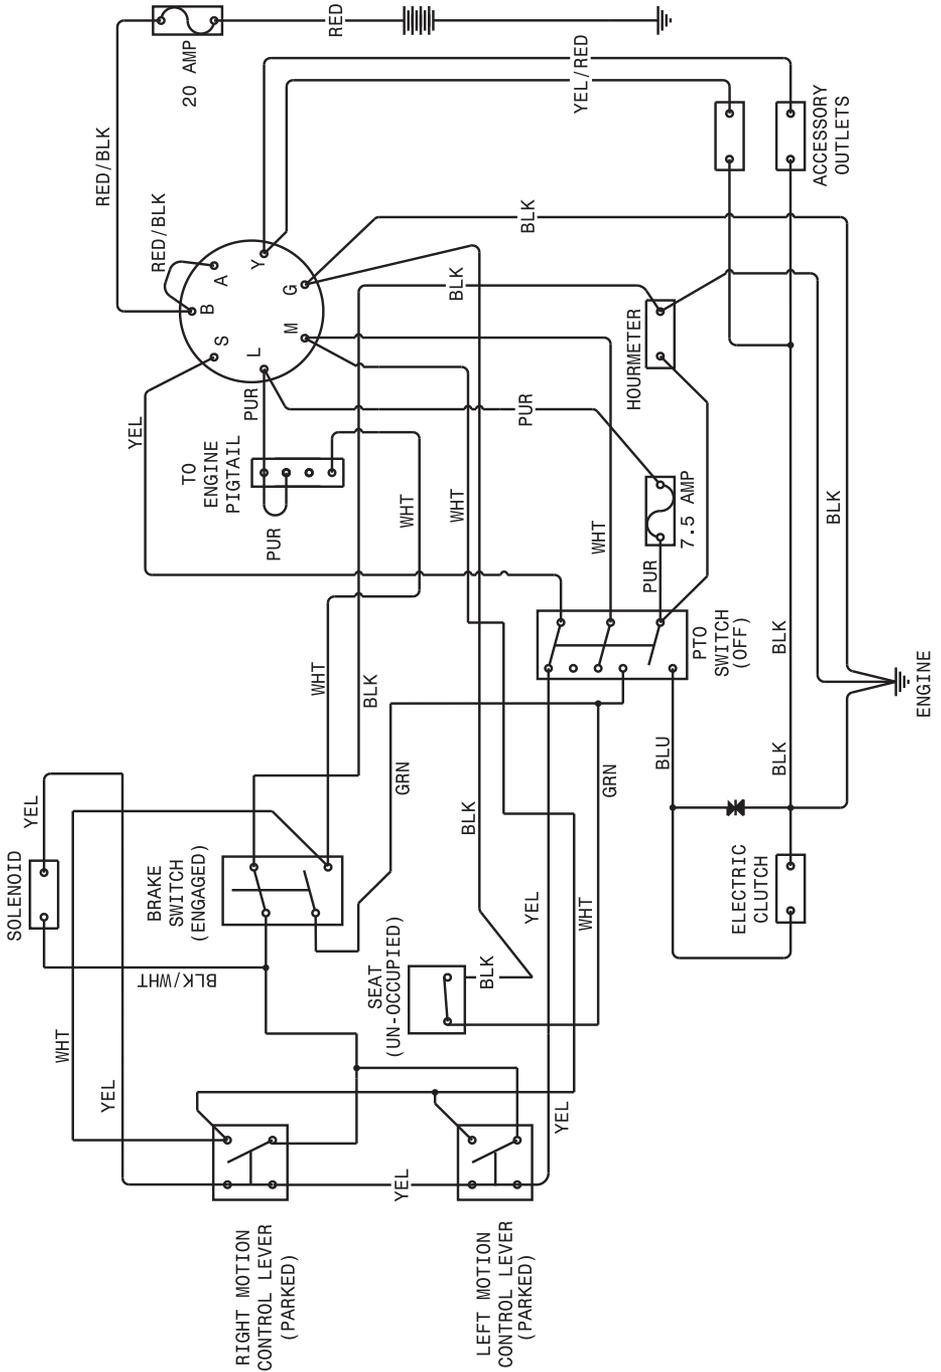 RED
20 AMP
YEL/RED
ACCESSORY
OUTLETS
RED/BLK
RED/BLK
BLK
BLK
A
B
S
L
M
G
Y
YEL
PUR
PUR
HOURMETER
TO
ENGINE
PIGTAIL
PUR
WHT
WHT
WHT
7.5 AMP
PUR
BLK
PTO
SWITCH
(OFF)
BLK
ENGINE
WHT
BLK
GRN
GRN
BLU
BLK
YEL
SOLENOID
BRAKE
SWITCH
(ENGAGED)
BLK
YEL
WHT
ELECTRIC
CLUTCH
BLK/WHT
SEAT
(UN-OCCUPIED)
BLK
WHT
YEL
YEL
YEL
RIGHT MOTION
CONTROL LEVER
(PARKED)
LEFT MOTION
CONTROL LEVER
(PARKED)